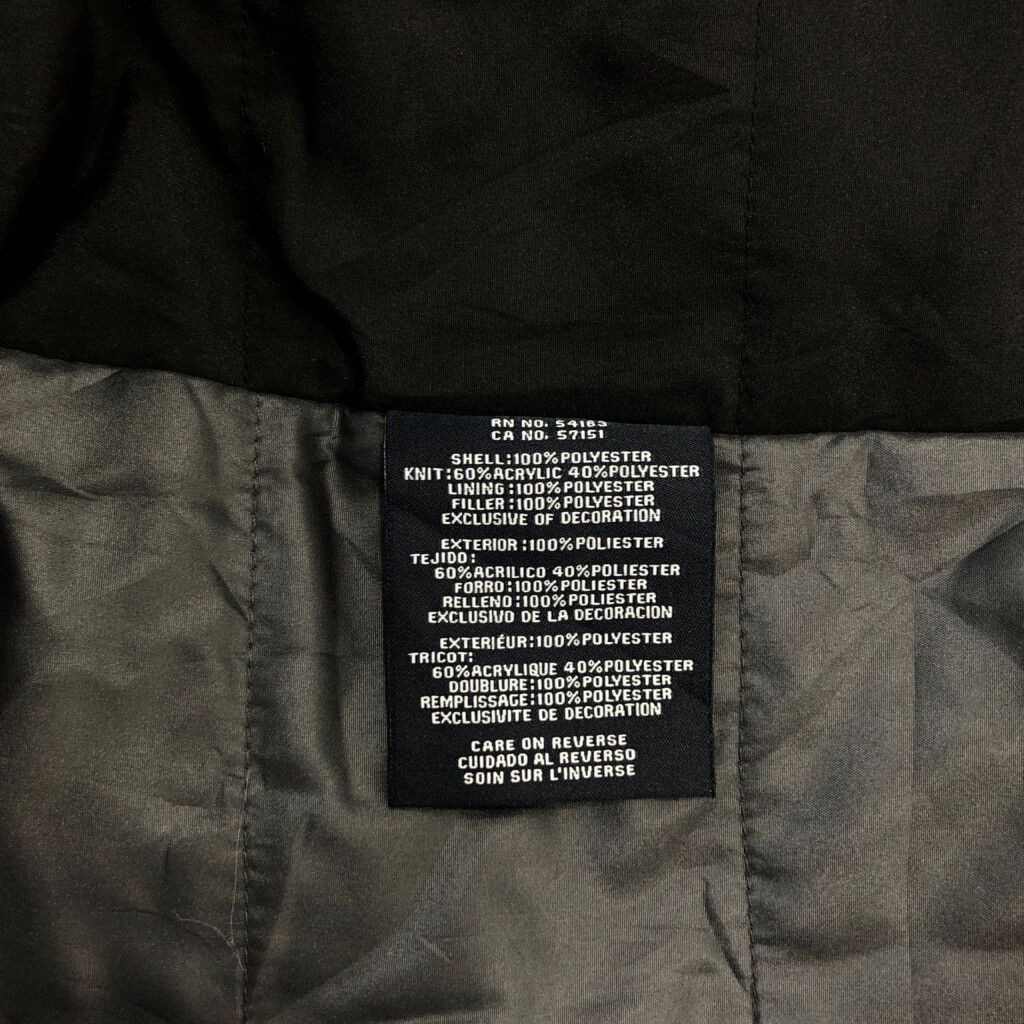 RN NO. 54163
CA NO. 57151
SHELL:100%POLYESTER
KNIT:60%ACRYLIC 40%POLYESTER
LINING:100%POLYESTER
FILLER:100%POLYESTER
EXCLUSIVE OF DECORATION
EXTERIOR:100%POLIESTER
TEJIDO:
60%ACRILICO 40%POLIESTER
FORRO:100%POLIESTER
RELLENO:100%POLIESTER
EXCLUSIVO DE LA DECORACION
EXTERIÉUR:100%POLYESTER
TRICOT:
60%ACRYLIQUE 40%POLYESTER
DOUBLURE:100%POLYESTER
REMPLISSAGE:100%POLYESTER
EXCLUSIVITE DE DECORATION
CARE ON REVERSE
CUIDADO AL REVERSO
SOIN SUR L'INVERSE